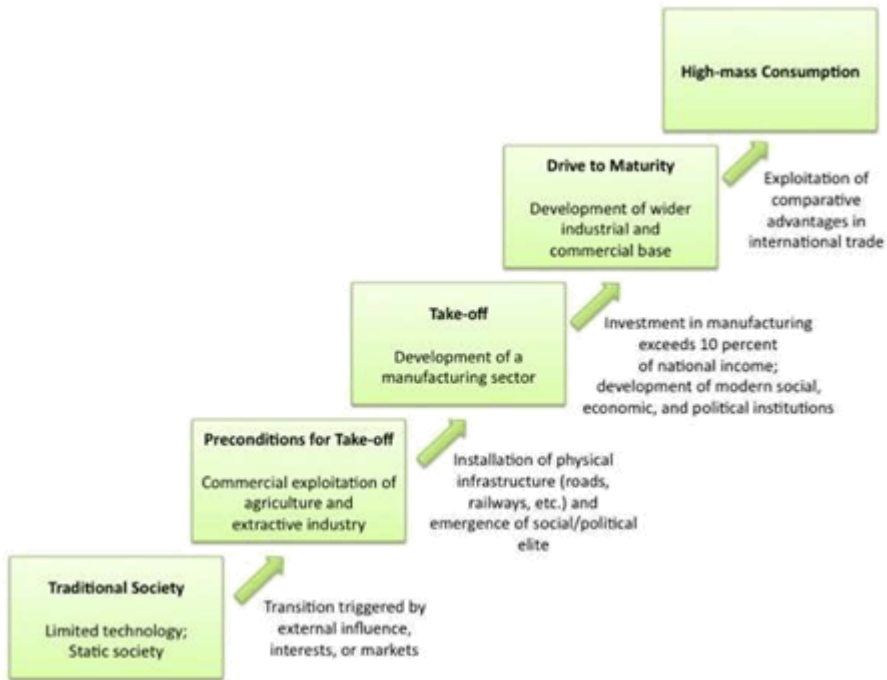 High-mass Consumption
Exploitation of
comparative
advantages in
international trade
Drive to Maturity
Development of wider
industrial and
commercial base
Investment in manufacturing
exceeds 10 percent
of national income;
development of modern social,
economic, and political institutions
Take-off
Development of a
manufacturing sector
Installation of physical
infrastructure (roads,
railways, etc.) and
emergence of social/political
elite
Preconditions for Take-off
Commercial exploitation of
agriculture and
extractive industry
Transition triggered by
external influence,
interests, or markets
Traditional Society
Limited technology;
Static society